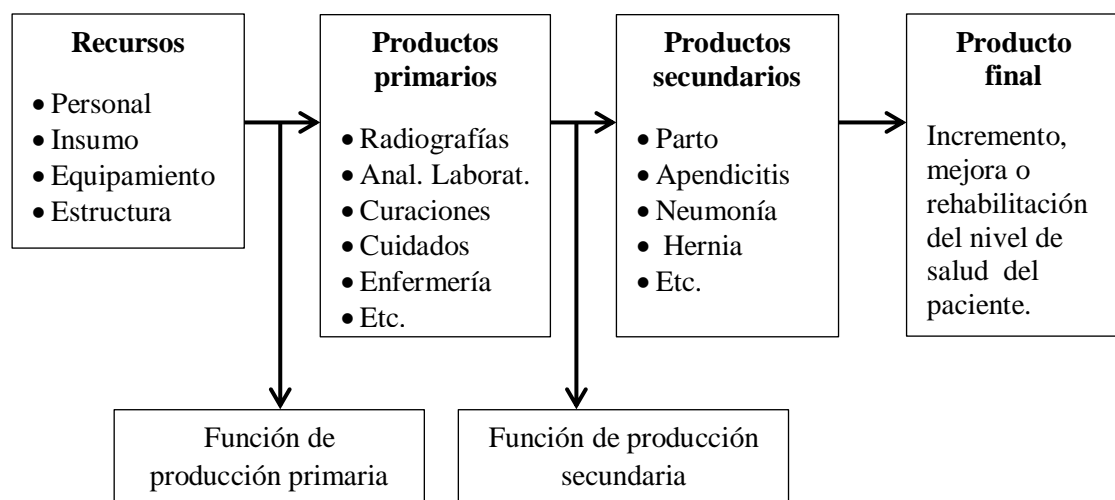 Recursos
• Personal
• Insumo
• Equipamiento
• Estructura
Productos
primarios
• Radiografías
• Anal. Laborat.
• Curaciones
• Cuidados
• Enfermería
• Etc.
Productos
secundarios
• Parto
• Apendicitis
• Neumonía
• Hernia
• Etc.
Producto
final
Incremento,
mejora o
rehabilitación
del nivel de
salud del
paciente.
Función de
producción primaria
Función de producción
secundaria